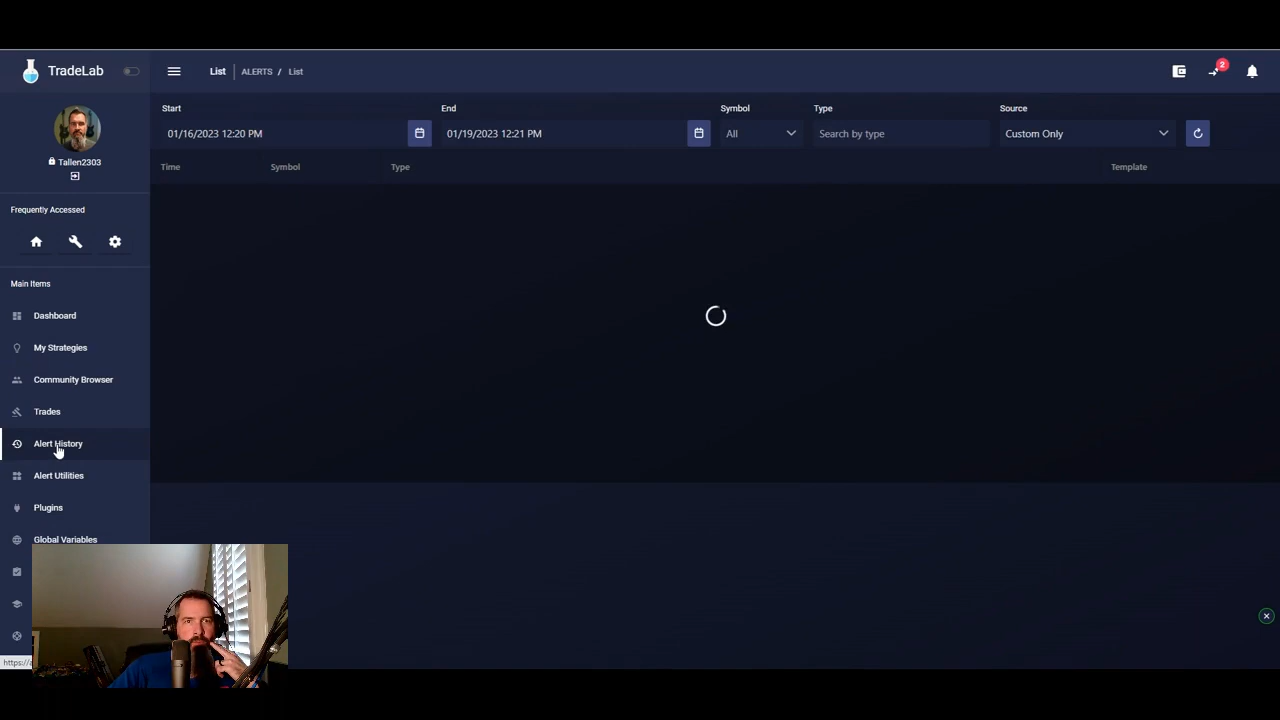 TradeLab
List
ALERTS / List
2
Tallen2303
Frequently Accessed
Main Items
Dashboard
My Strategies
Community Browser
Trades
Alert History
Alert Utilities
Plugins
Global Variables
https://
Start
End
Symbol
Type
Source
01/16/2023 12:20 PM
01/19/2023 12:21 PM
All
Search by type
Custom Only
Time
Symbol
Type
Template